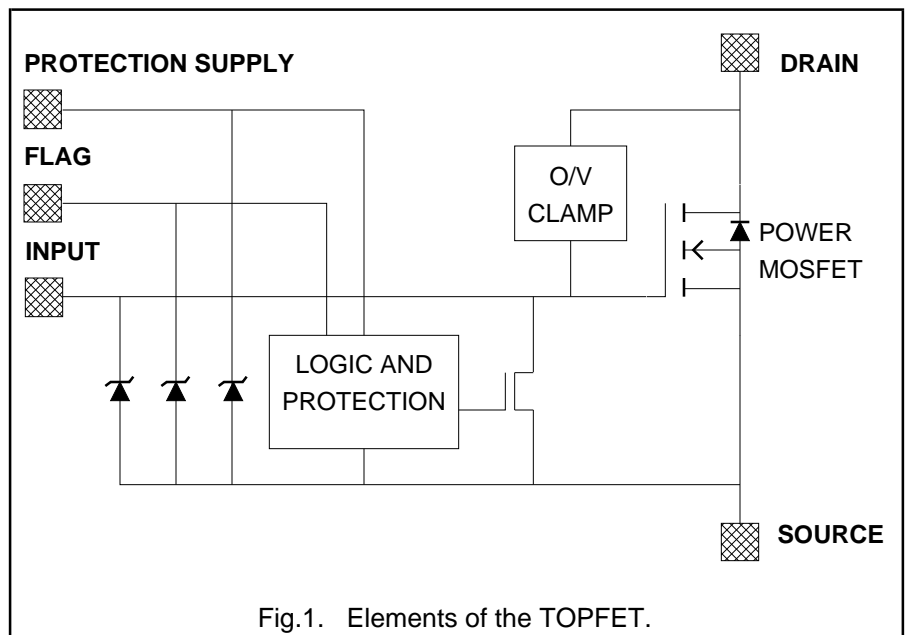 PROTECTION SUPPLY
DRAIN
FLAG
O/V
CLAMP
INPUT
POWER
MOSFET
LOGIC AND
PROTECTION
SOURCE
Fig.1. Elements of the TOPFET.